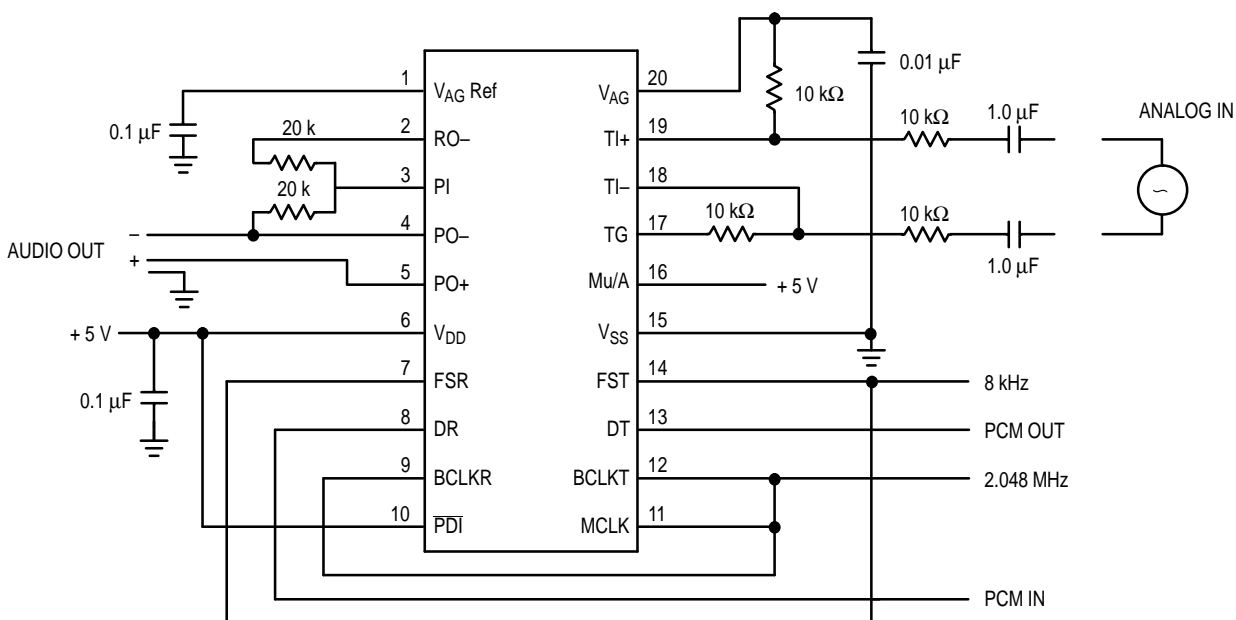 1
V_AG Ref
0.1 µF
2
RO–
20 k
3
PI
20 k
4
PO–
–
AUDIO OUT
+
5
PO+
+ 5 V
6
V_DD
7
FSR
0.1 µF
8
DR
9
BCLKR
10
PDI
20
V_AG
0.01 µF
10 kΩ
19
TI+
10 kΩ
1.0 µF
ANALOG IN
~
18
TI–
17
TG
10 kΩ
10 kΩ
1.0 µF
16
Mu/A
+ 5 V
15
V_SS
14
FST
8 kHz
13
DT
PCM OUT
12
BCLKT
2.048 MHz
11
MCLK
PCM IN